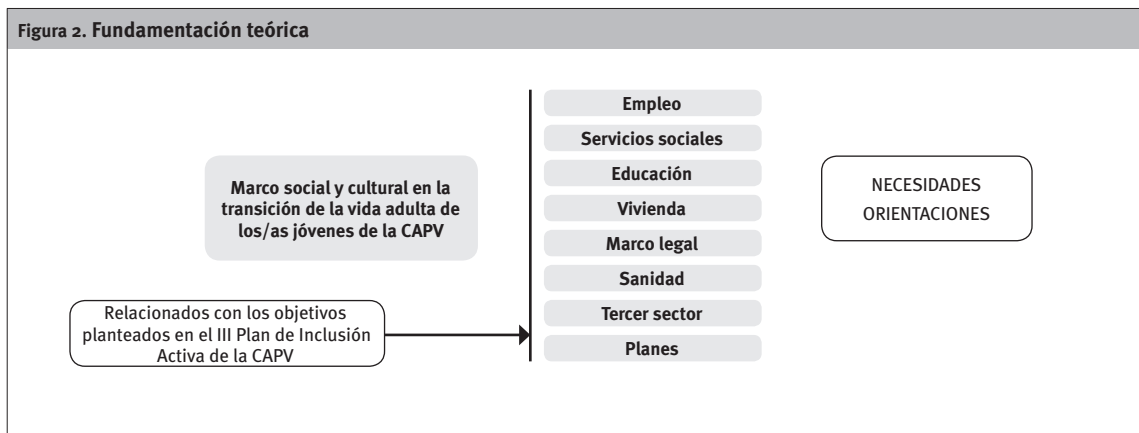 Figura 2. Fundamentación teórica
Marco social y cultural en la
transición de la vida adulta de
los/as jóvenes de la CAPV
Relacionados con los objetivos
planteados en el III Plan de Inclusión
Activa de la CAPV
Empleo
Servicios sociales
Educación
Vivienda
Marco legal
Sanidad
Tercer sector
Planes
NECESIDADES
ORIENTACIONES